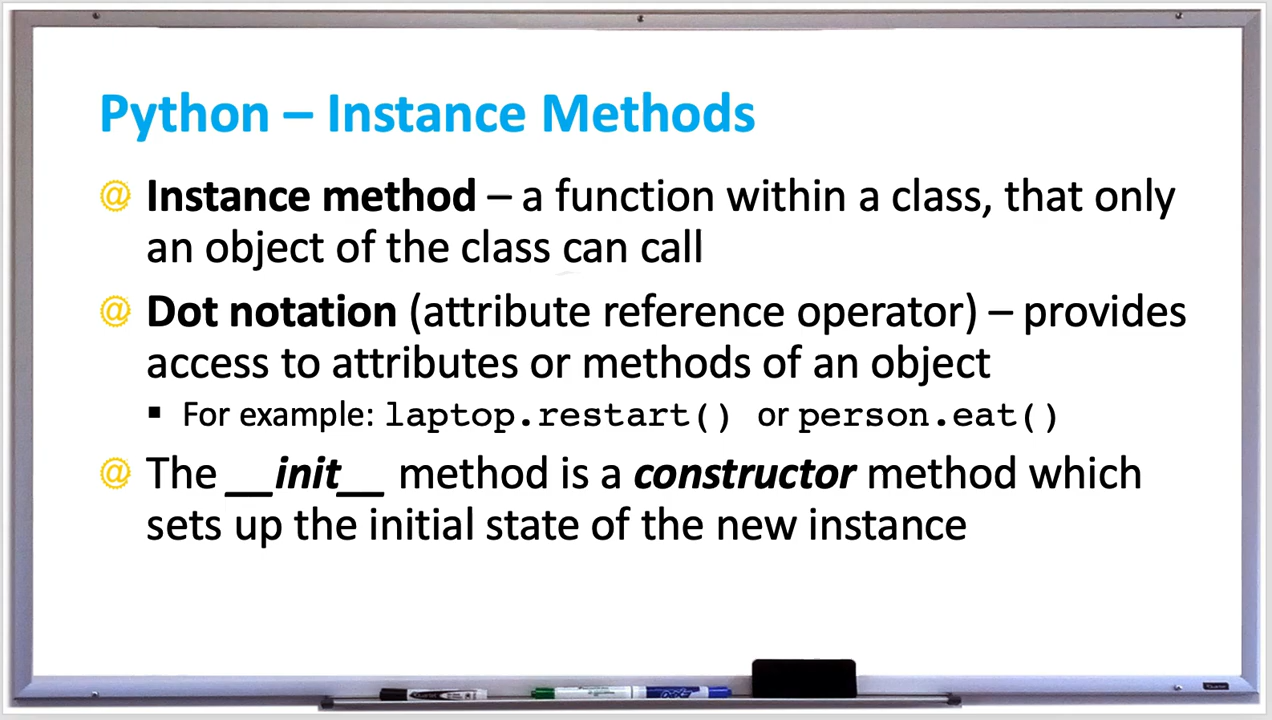 Python – Instance Methods
@ Instance method – a function within a class, that only
an object of the class can call
@ Dot notation (attribute reference operator) – provides
access to attributes or methods of an object
▪ For example: laptop.restart() or person.eat()
@ The __init__ method is a constructor method which
sets up the initial state of the new instance